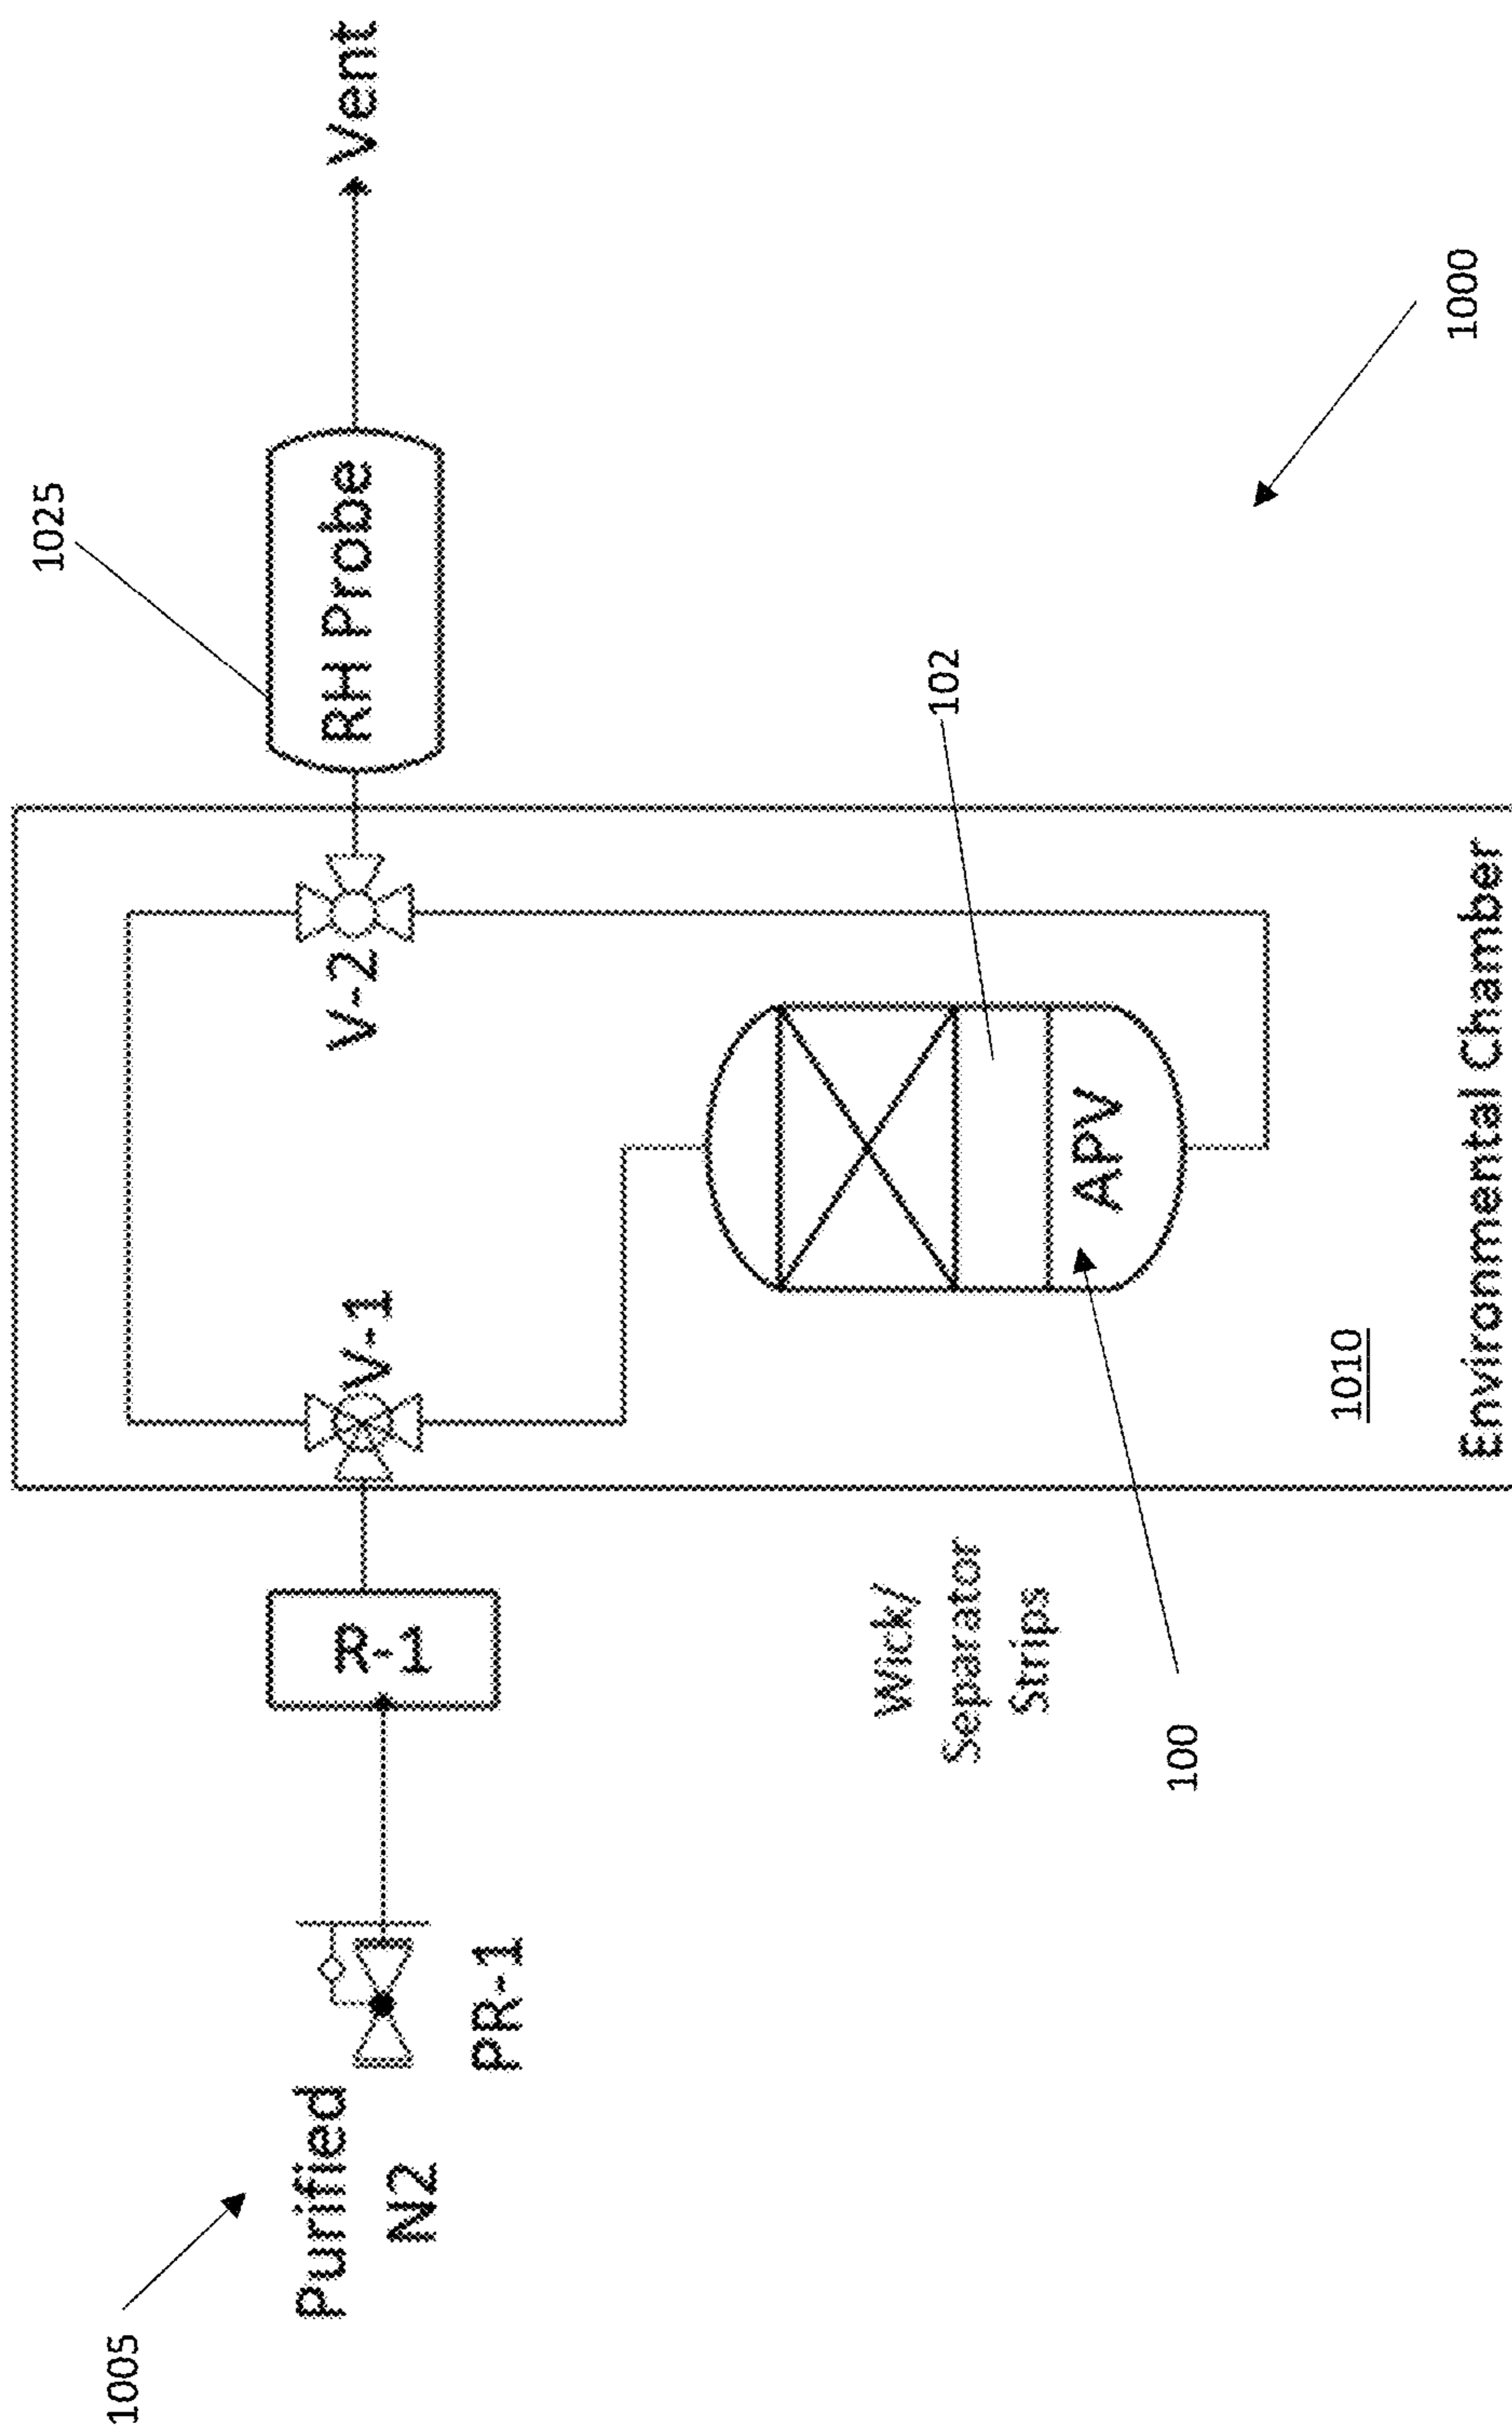 1005
Purified
N2
PR-1
R-1
V-1
V-2
1025
RH Probe
Vent
Wick/
Separator
Strips
100
APV
102
1010
Environmental Chamber
1000